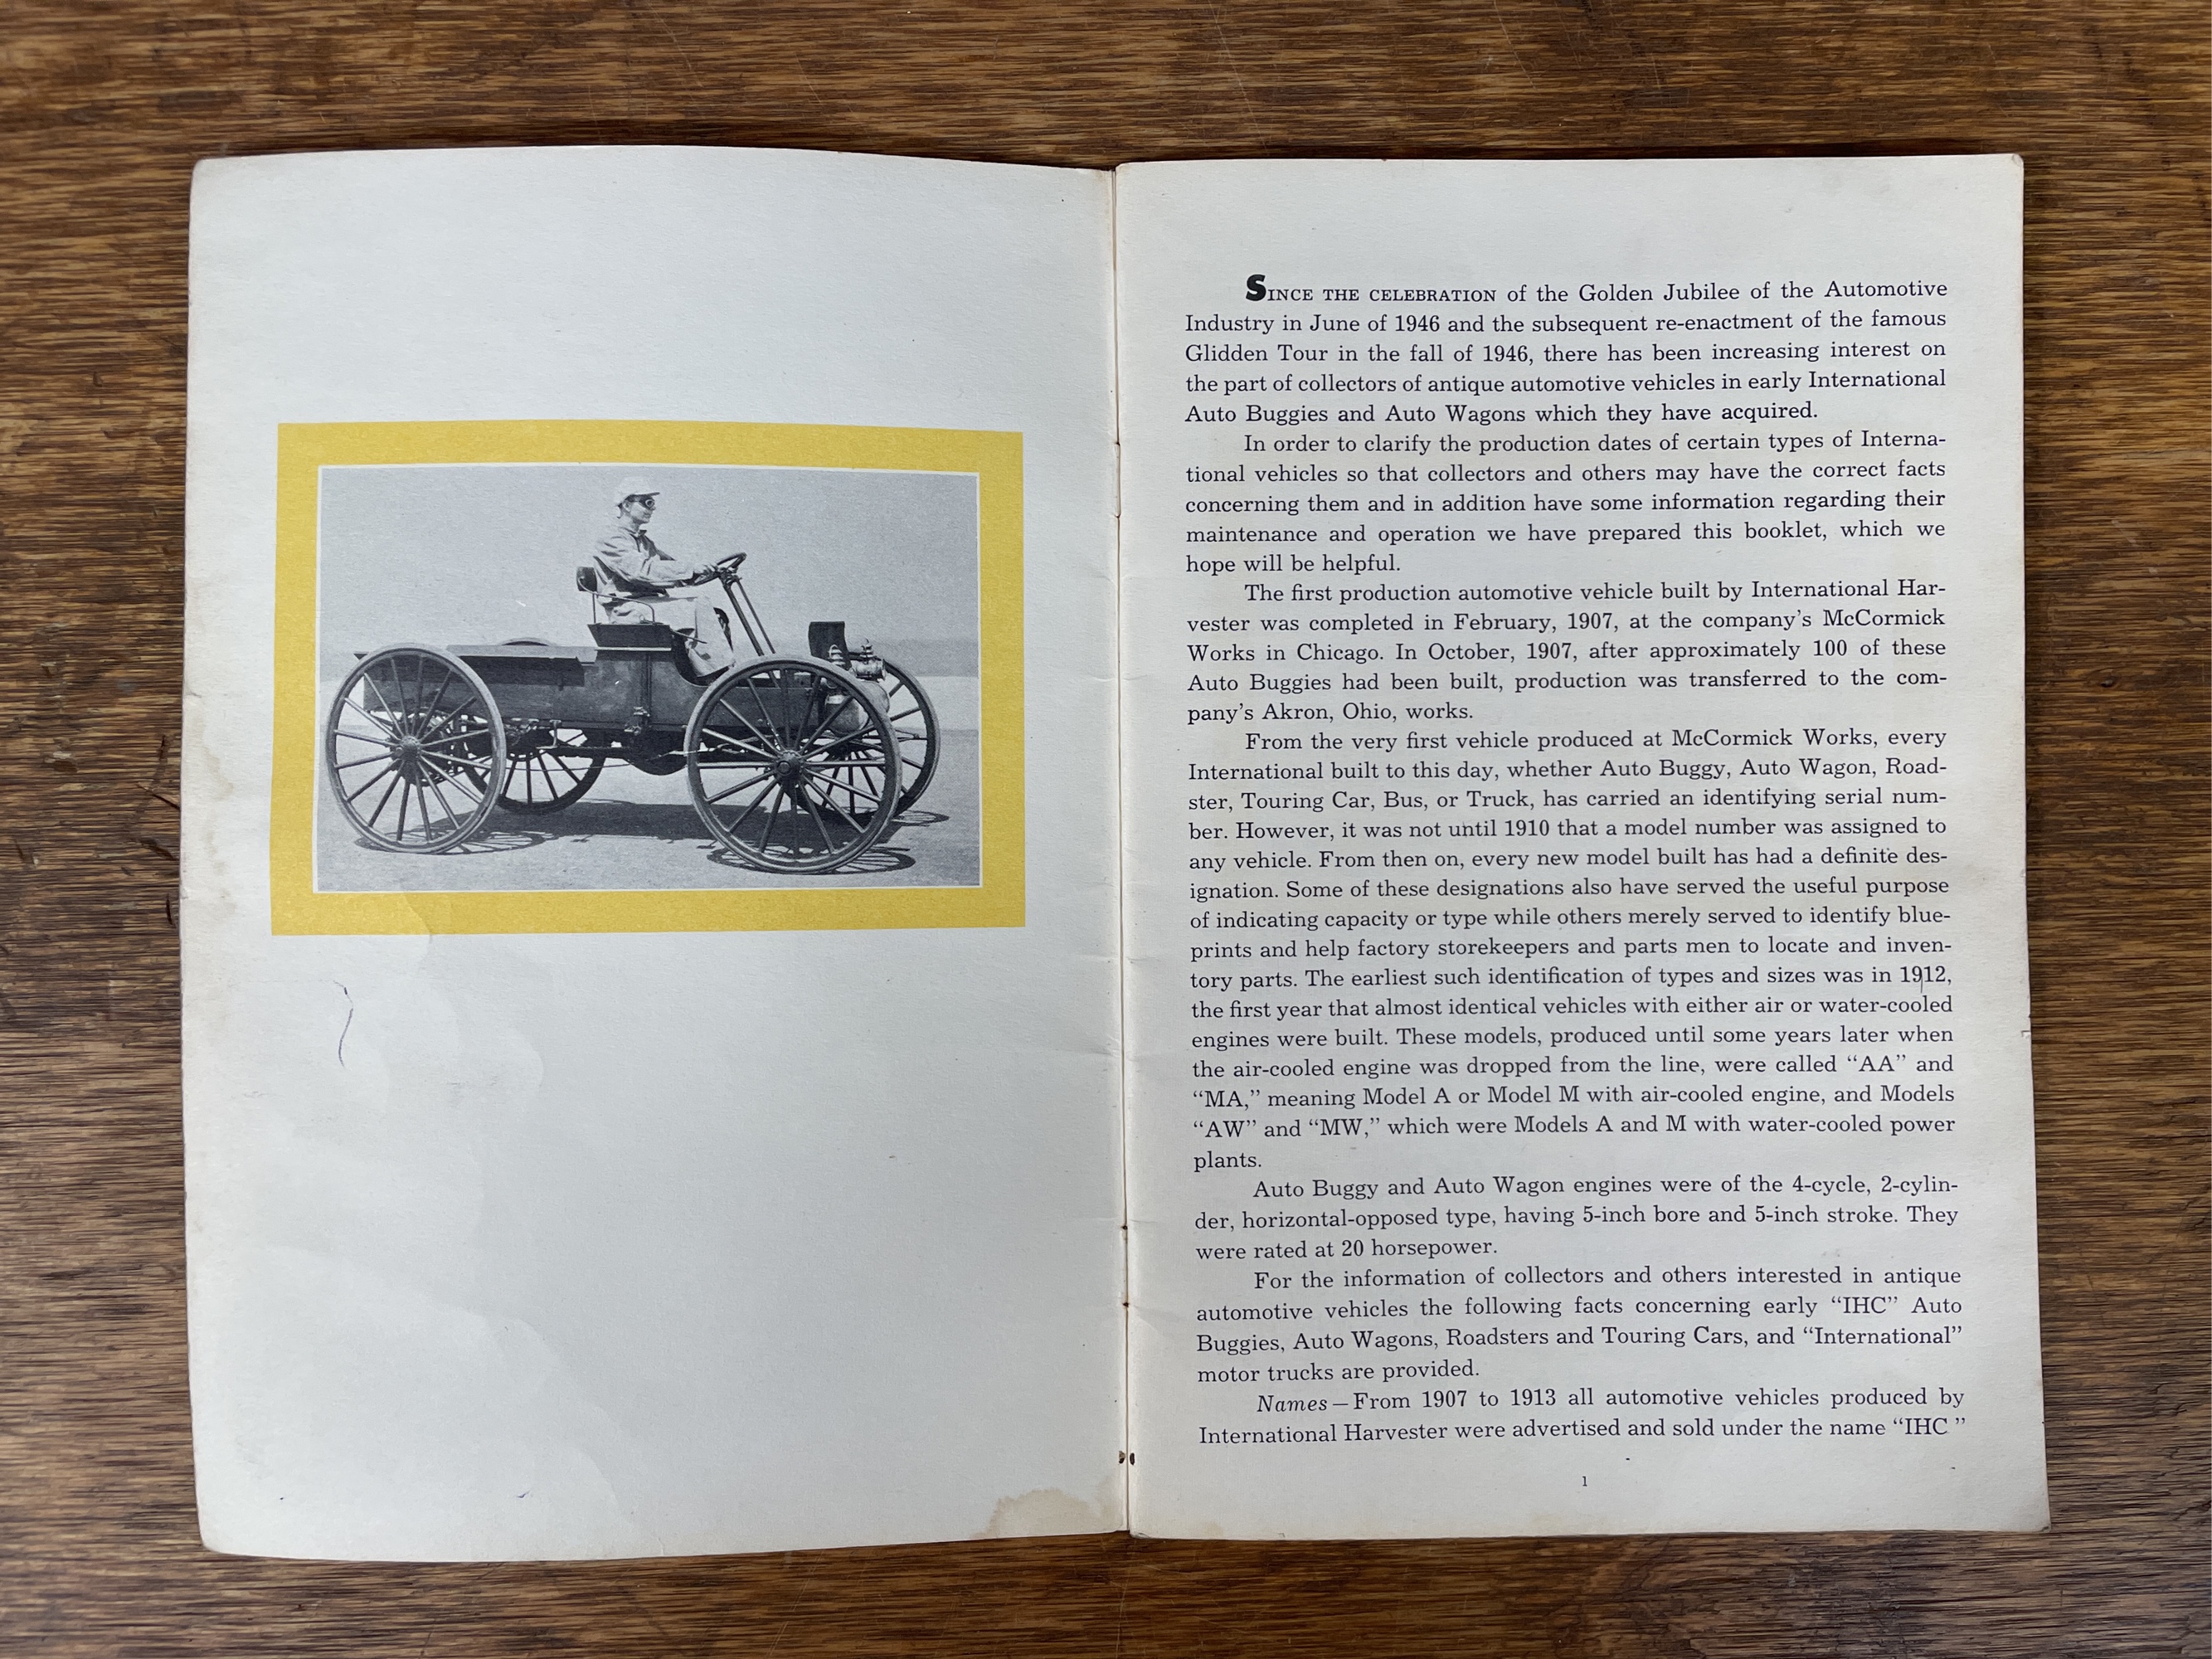 SINCE THE CELEBRATION of the Golden Jubilee of the Automotive
Industry in June of 1946 and the subsequent re-enactment of the famous
Glidden Tour in the fall of 1946, there has been increasing interest on
the part of collectors of antique automotive vehicles in early International
Auto Buggies and Auto Wagons which they have acquired.
In order to clarify the production dates of certain types of Interna-
tional vehicles so that collectors and others may have the correct facts
concerning them and in addition have some information regarding their
maintenance and operation we have prepared this booklet, which we
hope will be helpful.
The first production automotive vehicle built by International Har-
vester was completed in February, 1907, at the company's McCormick
Works in Chicago. In October, 1907, after approximately 100 of these
Auto Buggies had been built, production was transferred to the com-
pany's Akron, Ohio, works.
From the very first vehicle produced at McCormick Works, every
International built to this day, whether Auto Buggy, Auto Wagon, Road-
ster, Touring Car, Bus, or Truck, has carried an identifying serial num-
ber. However, it was not until 1910 that a model number was assigned to
any vehicle. From then on, every new model built has had a definite des-
ignation. Some of these designations also have served the useful purpose
of indicating capacity or type while others merely served to identify blue-
prints and help factory storekeepers and parts men to locate and inven-
tory parts. The earliest such identification of types and sizes was in 1912,
the first year that almost identical vehicles with either air or water-cooled
engines were built. These models, produced until some years later when
the air-cooled engine was dropped from the line, were called “AA” and
“MA,” meaning Model A or Model M with air-cooled engine, and Models
“AW” and “MW,” which were Models A and M with water-cooled power
plants.
Auto Buggy and Auto Wagon engines were of the 4-cycle, 2-cylin-
der, horizontal-opposed type, having 5-inch bore and 5-inch stroke. They
were rated at 20 horsepower.
For the information of collectors and others interested in antique
automotive vehicles the following facts concerning early “IHC” Auto
Buggies, Auto Wagons, Roadsters and Touring Cars, and “International”
motor trucks are provided.
Names — From 1907 to 1913 all automotive vehicles produced by
International Harvester were advertised and sold under the name “IHC ”
1